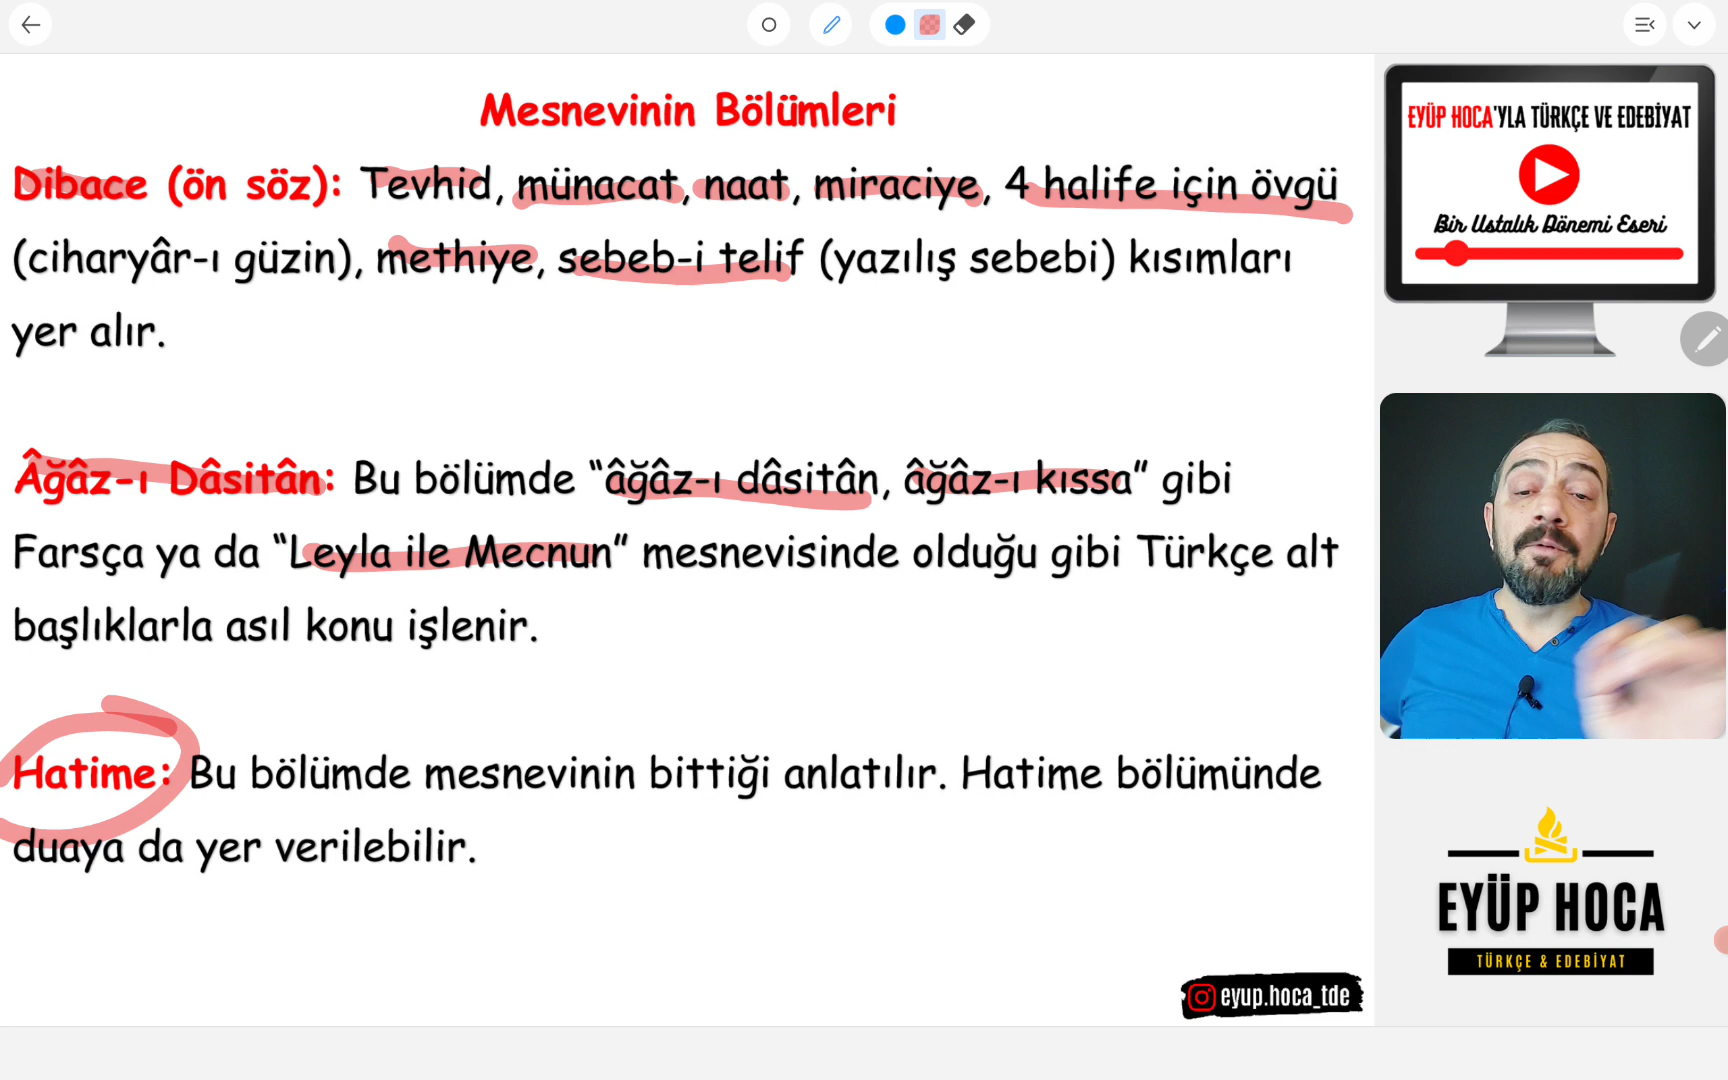 Mesnevinin Bölümleri
Dibace (ön söz): Tevhid, münacat, naat, miraciye, 4 halife için övgü
(ciharyâr-ı güzin), methiye, sebeb-i telif (yazılış sebebi) kısımları
yer alır.
Âğâz-ı Dâsitân: Bu bölümde “âğâz-ı dâsitân, âğâz-ı kıssa” gibi
Farsça ya da “Leyla ile Mecnun” mesnevisinde olduğu gibi Türkçe alt
başlıklarla asıl konu işlenir.
Hatime: Bu bölümde mesnevinin bittiği anlatılır. Hatime bölümünde
duaya da yer verilebilir.
eyup.hoca_tde
EYÜP HOCA'YLA TÜRKÇE VE EDEBİYAT
Bir Ustalık Dönemi Eseri
EYÜP HOCA
TÜRKÇE & EDEBİYAT